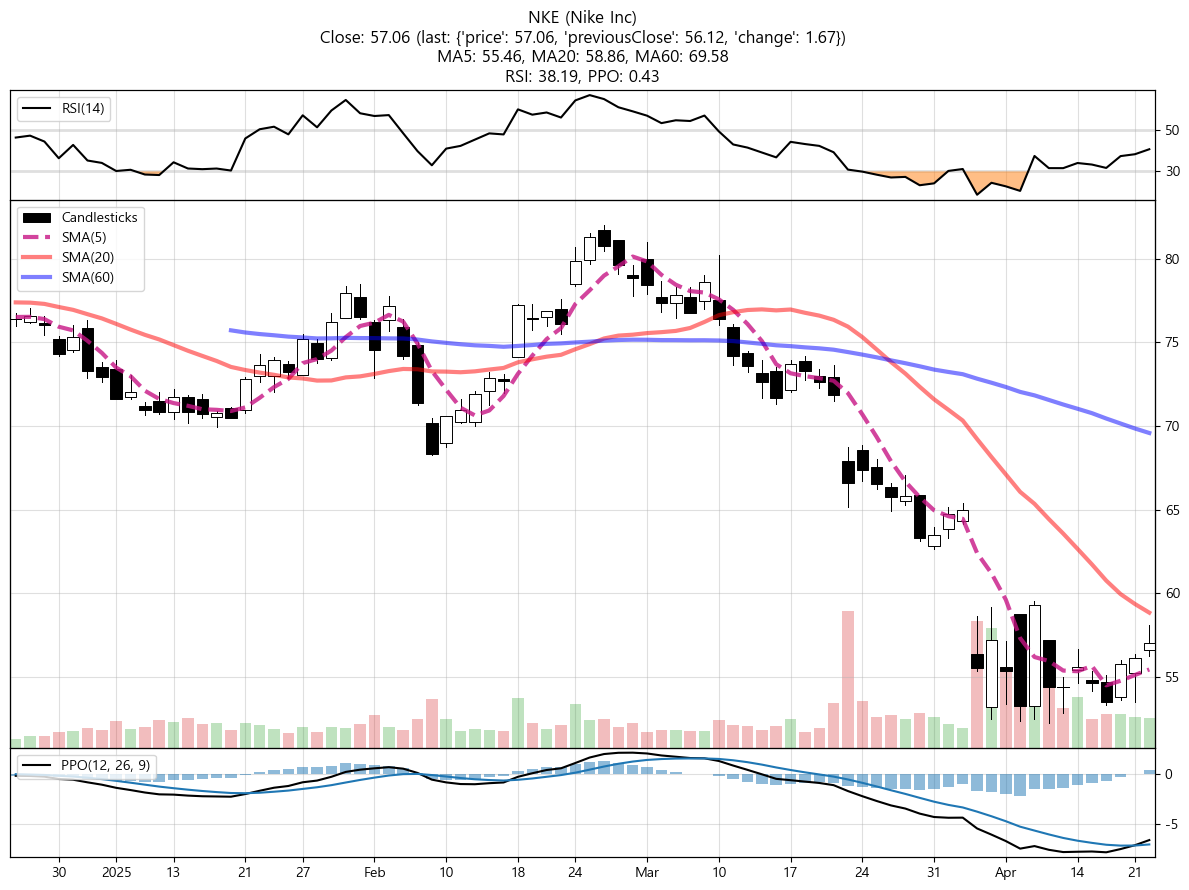 NKE (Nike Inc)
Close: 57.06 (last: {'price': 57.06, 'previousClose': 56.12, 'change': 1.67})
MA5: 55.46, MA20: 58.86, MA60: 69.58
RSI: 38.19, PPO: 0.43
RSI(14)
50
30
Candlesticks
SMA(5)
SMA(20)
SMA(60)
80
75
70
65
60
55
PPO(12, 26, 9)
0
-5
30 2025 13 21 27 Feb 10 18 24 Mar 10 17 24 31 Apr 14 21